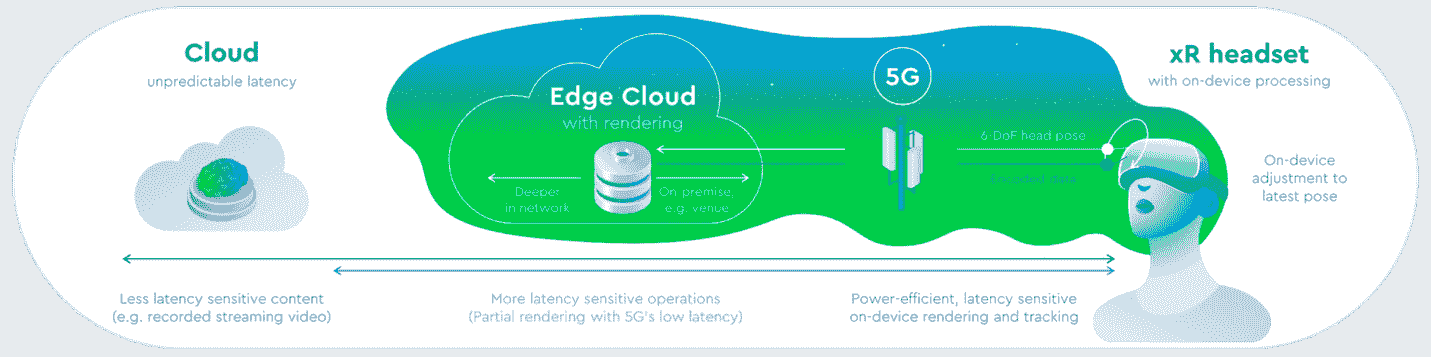 Cloud
unpredictable latency
Edge Cloud
with rendering
Deeper
in network
On premise,
e.g. venue
5G
6-DoF head pose
Encoded data
xR headset
with on-device processing
On-device
adjustment to
latest pose
Less latency sensitive content
(e.g. recorded streaming video)
More latency sensitive operations
(Partial rendering with 5G's low latency)
Power-efficient, latency sensitive
on-device rendering and tracking